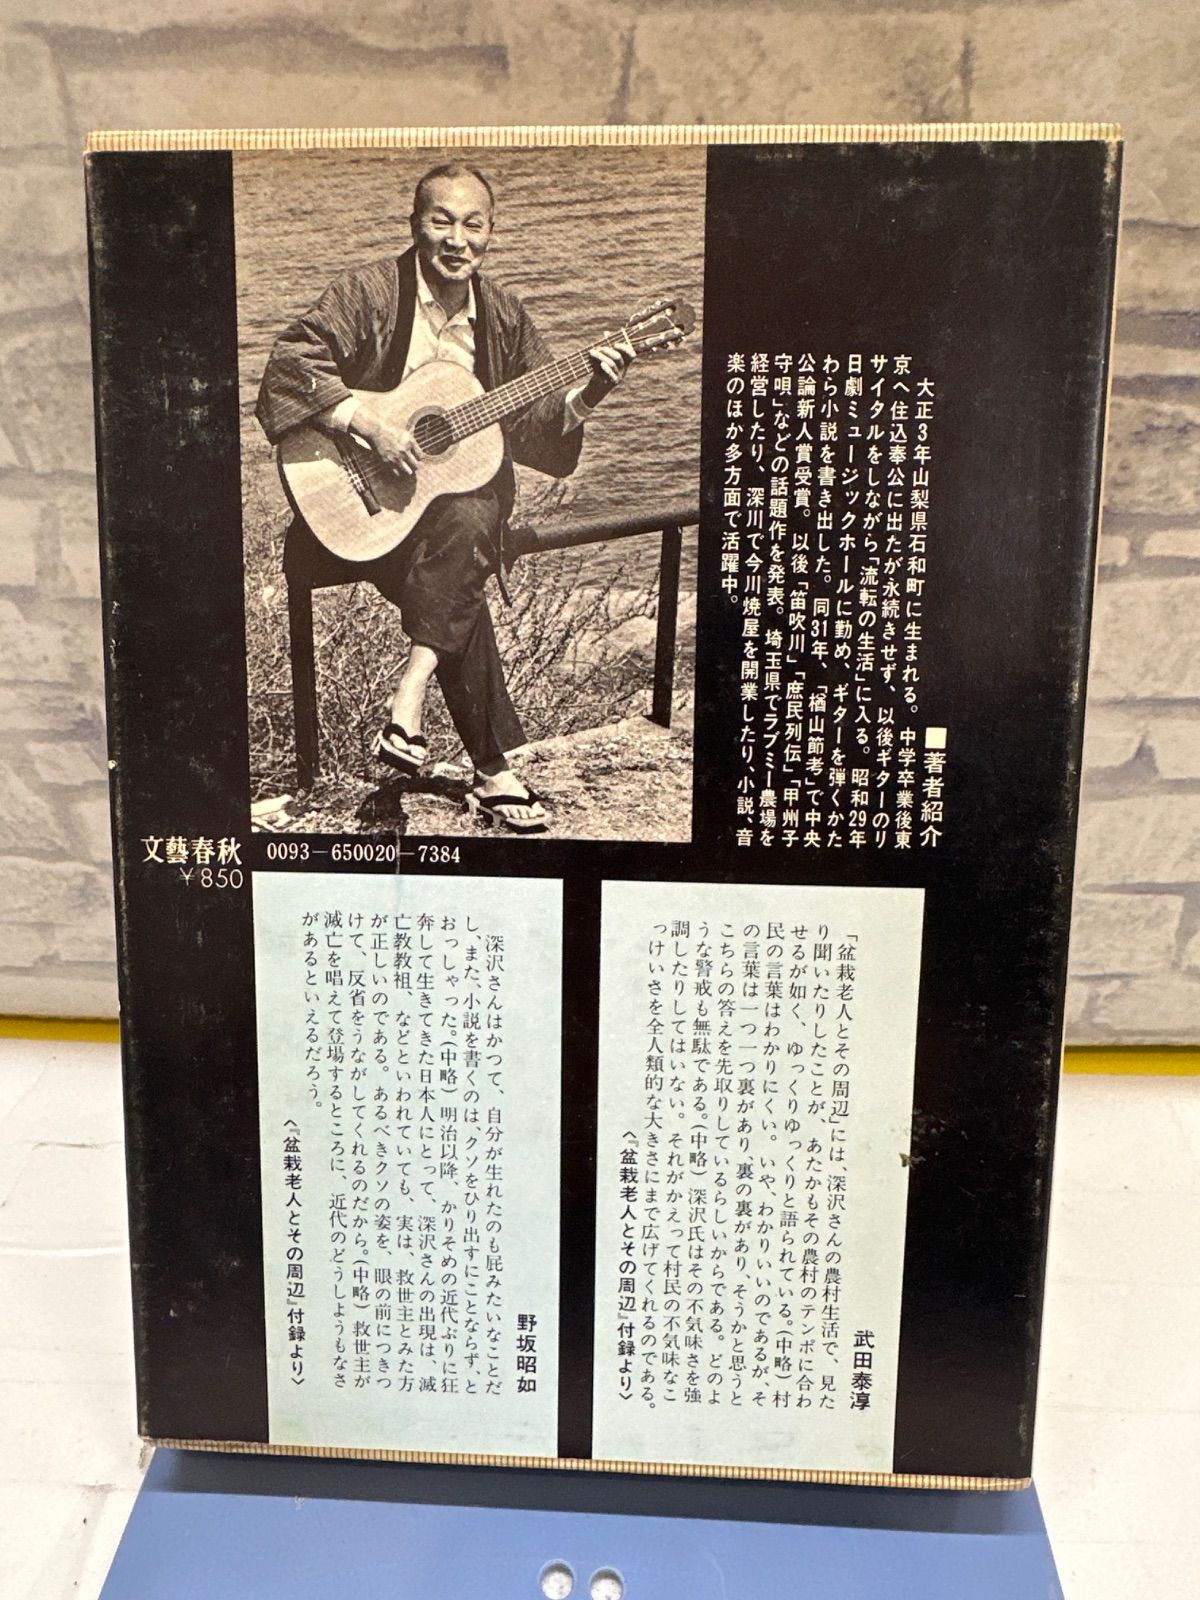 ■著者紹介
大正3年山梨県石和町に生まれる。中学卒業後東
京へ住込奉公に出たが永続きせず、以後ギターのリ
サイタルをしながら「流転の生活」に入る。昭和29年
日劇ミュージックホールに勤め、ギターを弾くかた
わら小説を書き出した。同31年、「楢山節考」で中央
公論新人賞受賞。以後「笛吹川」「庶民列伝」「甲州子
守唄」などの話題作を発表。埼玉県でラブミー農場を
経営したり、深川で今川焼屋を開業したり、小説、音
楽のほか多方面で活躍中。
文藝春秋
0093-650020-7384
￥850
武田泰淳
「盆栽老人とその周辺」には、深沢さんの農村生活で、見た
り聞いたりしたことが、あたかもその農村のテンポに合わ
せるが如く、ゆっくりゆっくりと語られている。(中略)村
民の言葉はわかりにくい。いや、わかりいいのであるが、そ
の言葉は一つ一つ裏があり、裏の裏があり、そうかと思うと
こちらの答えを先取りしているらしいからである。どのよ
うな警戒も無駄である。(中略)深沢氏はその不気味さを強
調したりしてはいない。それがかえって村民の不気味なこ
っけいさを全人類的な大きさにまで広げてくれるのである。
〈『盆栽老人とその周辺』付録より〉
野坂昭如
深沢さんはかつて、自分が生れたのも屁みたいなことだ
し、また、小説を書くのは、クソをひり出すにことならず、と
おっしゃった。(中略)明治以降、かりそめの近代ぶりに狂
奔して生きてきた日本人にとって、深沢さんの出現は、滅
亡教教祖、などといわれていても、実は、救世主とみた方
が正しいのである。あるべきクソの姿を、眼の前につきつ
けて、反省をうながしてくれるのだから。(中略)救世主が
滅亡を唱えて登場するところに、近代のどうしようもなさ
があるといえるだろう。
〈『盆栽老人とその周辺』付録より〉